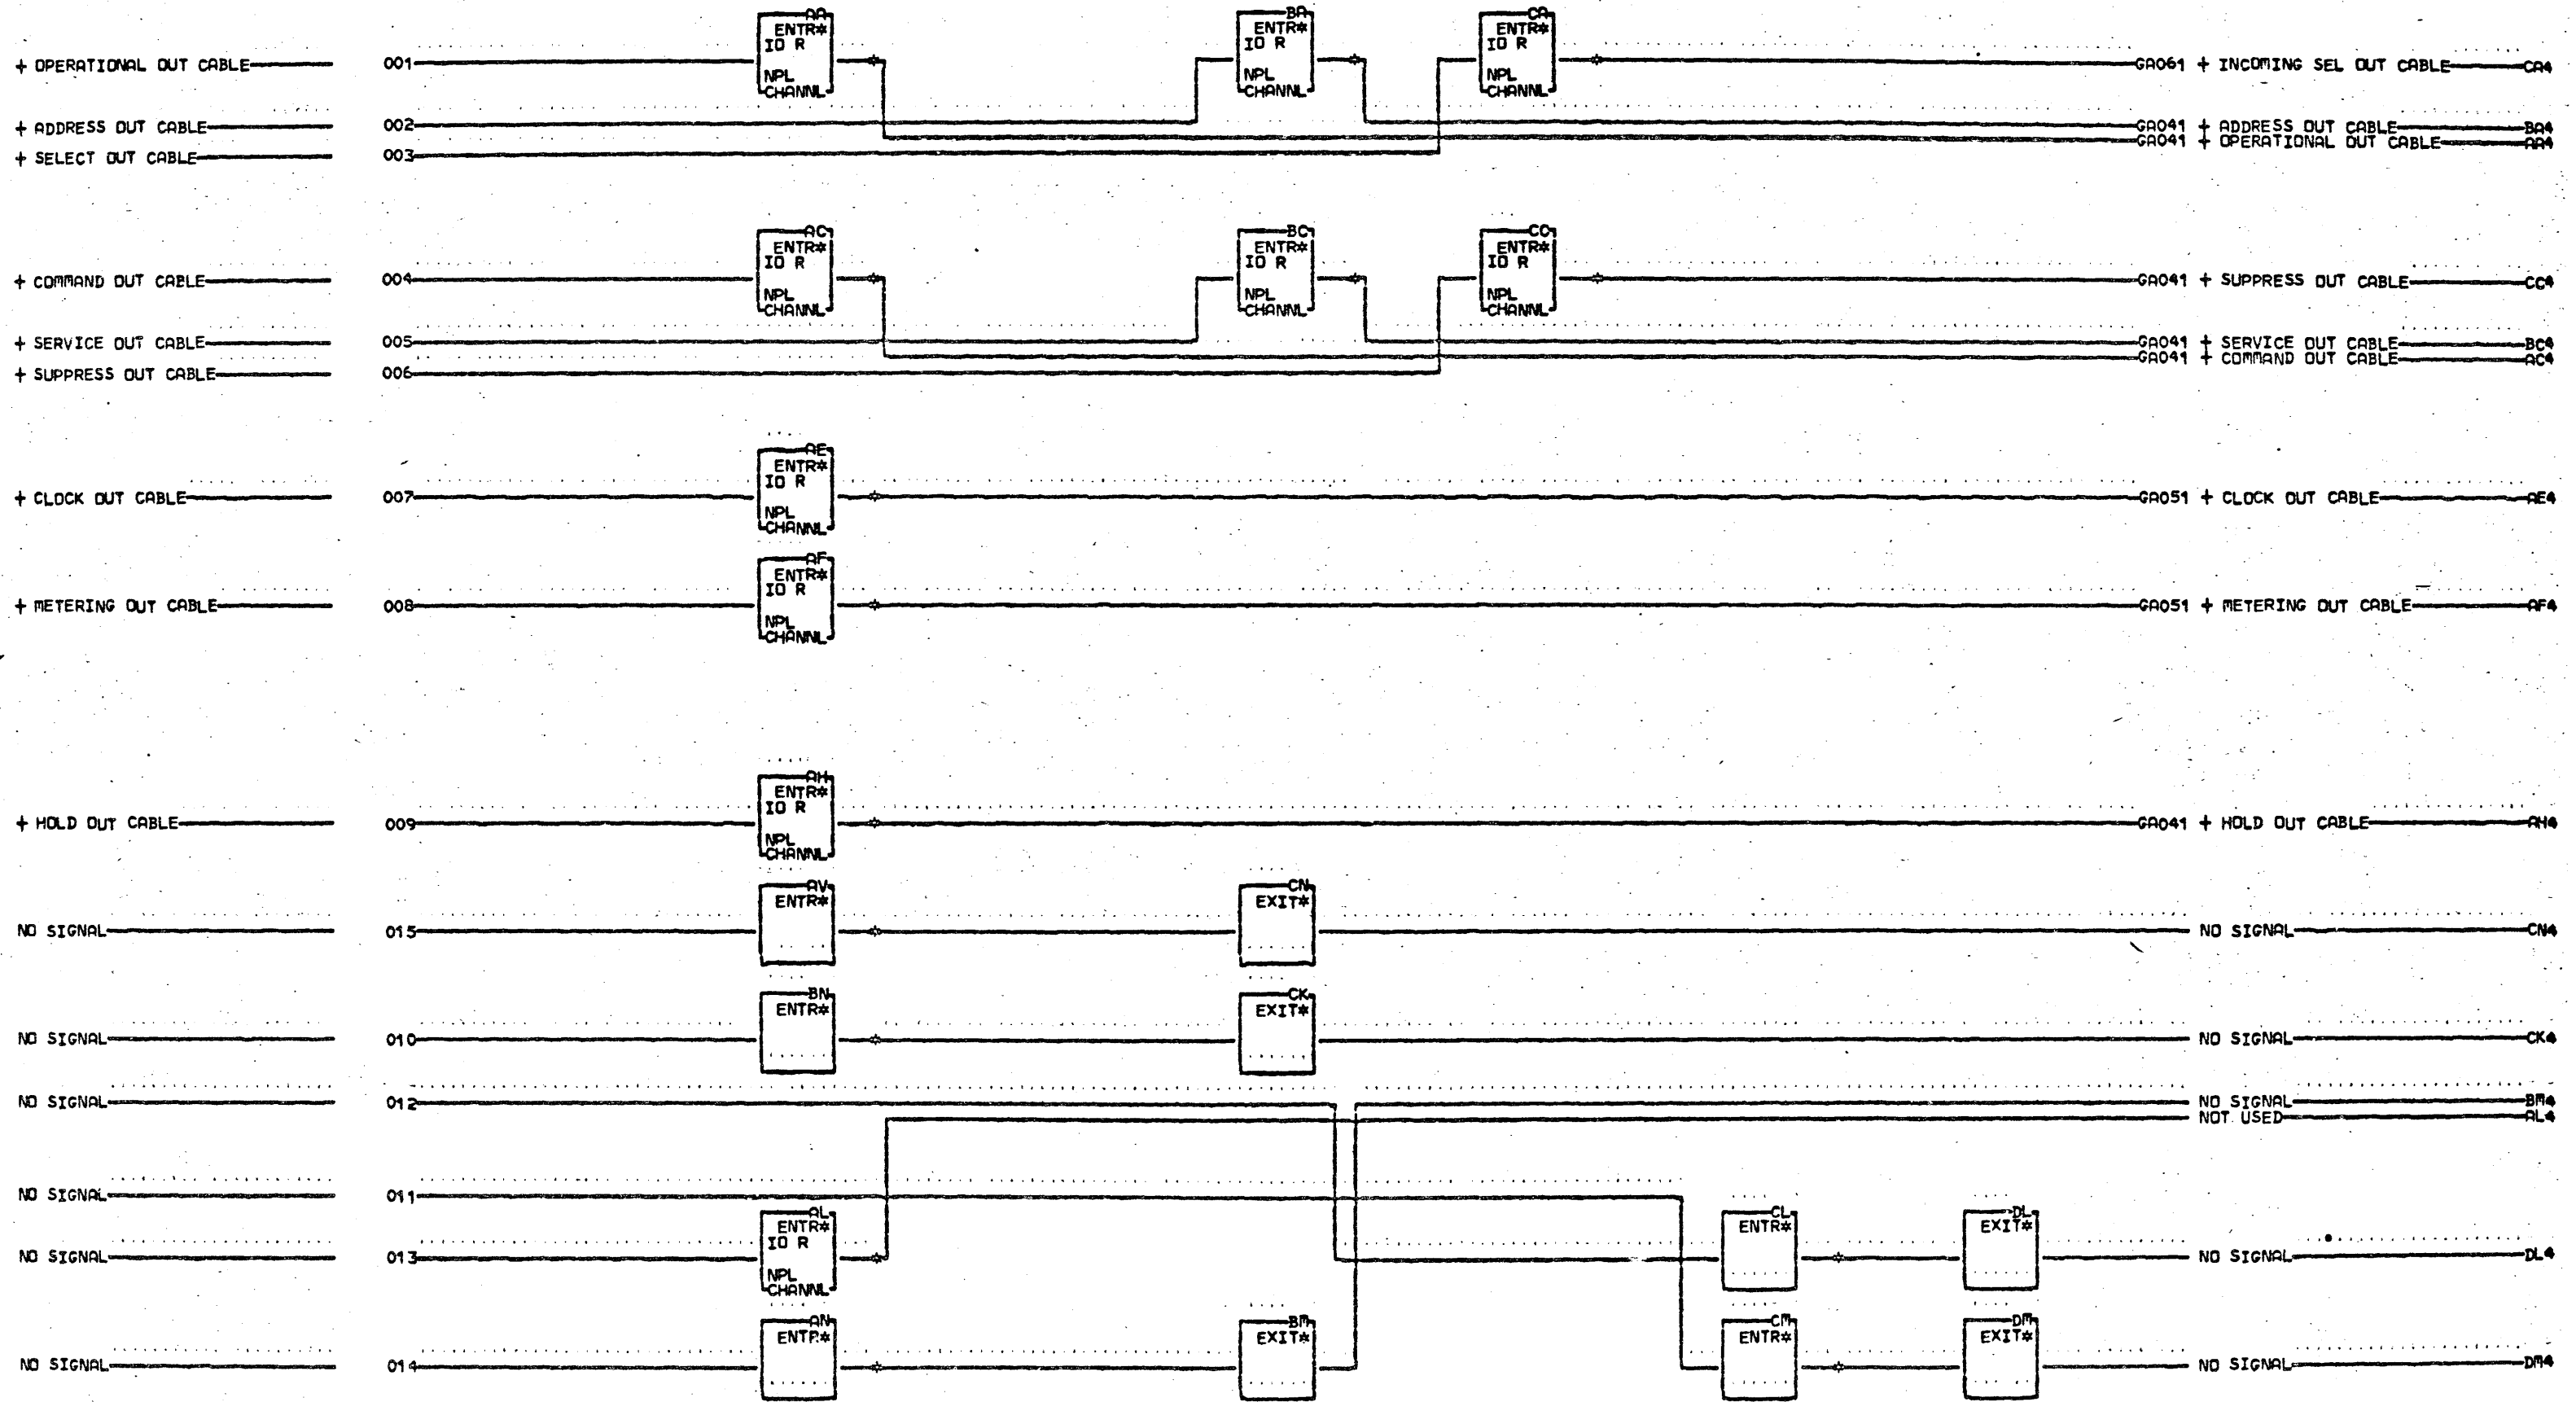 AA BA CA
ENTR* ENTR* ENTR*
IO R IO R IO R
+ OPERATIONAL OUT CABLE 001 GA061 + INCOMING SEL OUT CABLE CA4
NPL NPL NPL
CHANNL CHANNL CHANNL
+ ADDRESS OUT CABLE 002 GA041 + ADDRESS OUT CABLE BA4
GA041 + OPERATIONAL OUT CABLE AA4
+ SELECT OUT CABLE 003
AC BC CC
ENTR* ENTR* ENTR*
IO R IO R IO R
+ COMMAND OUT CABLE 004 GA041 + SUPPRESS OUT CABLE CC4
NPL NPL NPL
CHANNL CHANNL CHANNL
+ SERVICE OUT CABLE 005 GA041 + SERVICE OUT CABLE BC4
GA041 + COMMAND OUT CABLE AC4
+ SUPPRESS OUT CABLE 006
AE
ENTR*
IO R
+ CLOCK OUT CABLE 007 GA051 + CLOCK OUT CABLE AE4
NPL
CHANNL
AF
ENTR*
IO R
+ METERING OUT CABLE 008 GA051 + METERING OUT CABLE AF4
NPL
CHANNL
AH
ENTR*
IO R
+ HOLD OUT CABLE 009 GA041 + HOLD OUT CABLE AH4
NPL
CHANNL
AV CN
ENTR* EXIT*
NO SIGNAL 015 NO SIGNAL CN4
BN CK
ENTR* EXIT*
NO SIGNAL 010 NO SIGNAL CK4
NO SIGNAL 012 NO SIGNAL BM4
NOT USED AL4
NO SIGNAL 011
AL CL DL
ENTR* ENTR* EXIT*
IO R
NO SIGNAL 013 NO SIGNAL DL4
NPL
CHANNL
AN BM CM DM
ENTR* EXIT* ENTR* EXIT*
NO SIGNAL 014 NO SIGNAL DM4